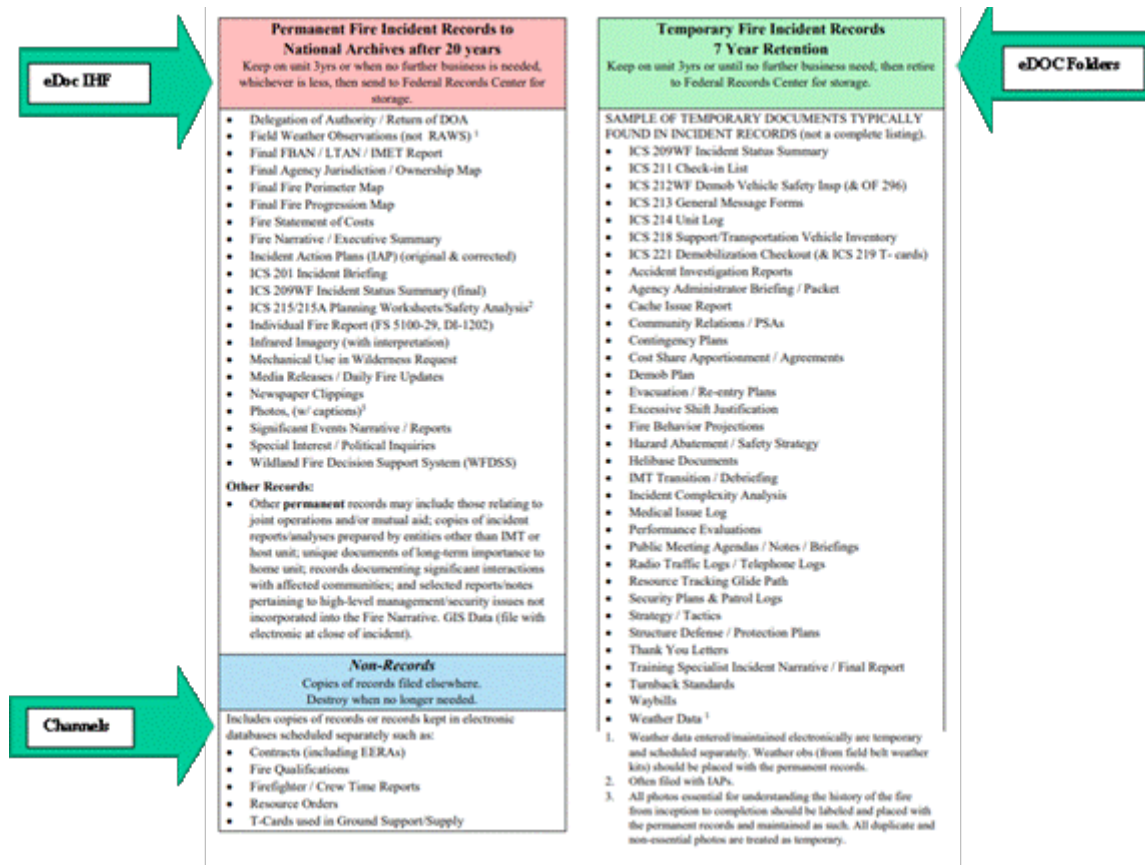 eDoc IHF
Permanent Fire Incident Records to
National Archives after 20 years
Keep on unit 3yrs or when no further business is needed,
whichever is less, then send to Federal Records Center for
storage.
• Delegation of Authority / Return of DOA
• Field Weather Observations (not RAWS) 1
• Final FBAN / LTAN / IMET Report
• Final Agency Jurisdiction / Ownership Map
• Final Fire Perimeter Map
• Final Fire Progression Map
• Fire Statement of Costs
• Fire Narrative / Executive Summary
• Incident Action Plans (IAP) (original & corrected)
• ICS 201 Incident Briefing
• ICS 209WF Incident Status Summary (final)
• ICS 215/215A Planning Worksheets/Safety Analysis2
• Individual Fire Report (FS 5100-29, DI-1202)
• Infrared Imagery (with interpretation)
• Mechanical Use in Wilderness Request
• Media Releases / Daily Fire Updates
• Newspaper Clippings
• Photos, (w/ captions)3
• Significant Events Narrative / Reports
• Special Interest / Political Inquiries
• Wildland Fire Decision Support System (WFDSS)
Other Records:
• Other permanent records may include those relating to
joint operations and/or mutual aid; copies of incident
reports/analyses prepared by entities other than IMT or
host unit; unique documents of long-term importance to
home unit; records documenting significant interactions
with affected communities; and selected reports/notes
pertaining to high-level management/security issues not
incorporated into the Fire Narrative. GIS Data (file with
electronic at close of incident).
Channels
Non-Records
Copies of records filed elsewhere.
Destroy when no longer needed.
Includes copies of records or records kept in electronic
databases scheduled separately such as:
• Contracts (including EERAs)
• Fire Qualifications
• Firefighter / Crew Time Reports
• Resource Orders
• T-Cards used in Ground Support/Supply
eDOC Folders
Temporary Fire Incident Records
7 Year Retention
Keep on unit 3yrs or until no further business need; then retire
to Federal Records Center for storage.
SAMPLE OF TEMPORARY DOCUMENTS TYPICALLY
FOUND IN INCIDENT RECORDS (not a complete listing).
• ICS 209WF Incident Status Summary
• ICS 211 Check-in List
• ICS 212WF Demob Vehicle Safety Insp (& OF 296)
• ICS 213 General Message Forms
• ICS 214 Unit Log
• ICS 218 Support/Transportation Vehicle Inventory
• ICS 221 Demobilization Checkout (& ICS 219 T- cards)
• Accident Investigation Reports
• Agency Administrator Briefing / Packet
• Cache Issue Report
• Community Relations / PSAs
• Contingency Plans
• Cost Share Apportionment / Agreements
• Demob Plan
• Evacuation / Re-entry Plans
• Excessive Shift Justification
• Fire Behavior Projections
• Hazard Abatement / Safety Strategy
• Helibase Documents
• IMT Transition / Debriefing
• Incident Complexity Analysis
• Medical Issue Log
• Performance Evaluations
• Public Meeting Agendas / Notes / Briefings
• Radio Traffic Logs / Telephone Logs
• Resource Tracking Glide Path
• Security Plans & Patrol Logs
• Strategy / Tactics
• Structure Defense / Protection Plans
• Thank You Letters
• Training Specialist Incident Narrative / Final Report
• Turnback Standards
• Waybills
• Weather Data 1
1. Weather data entered/maintained electronically are temporary
and scheduled separately. Weather obs (from field belt weather
kits) should be placed with the permanent records.
2. Often filed with IAPs.
3. All photos essential for understanding the history of the fire
from inception to completion should be labeled and placed with
the permanent records and maintained as such. All duplicate and
non-essential photos are treated as temporary.